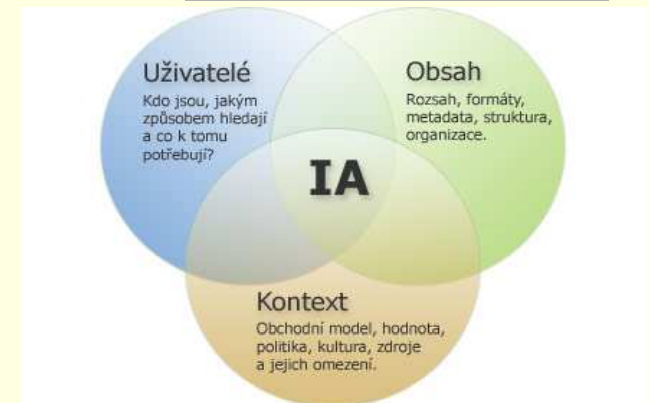 Uživatelé
Kdo jsou, jakým
způsobem hledají
a co k tomu
potřebují?
Obsah
Rozsah, formáty,
metadata, struktura,
organizace.
IA
Kontext
Obchodní model, hodnota,
politika, kultura, zdroje
a jejich omezení.